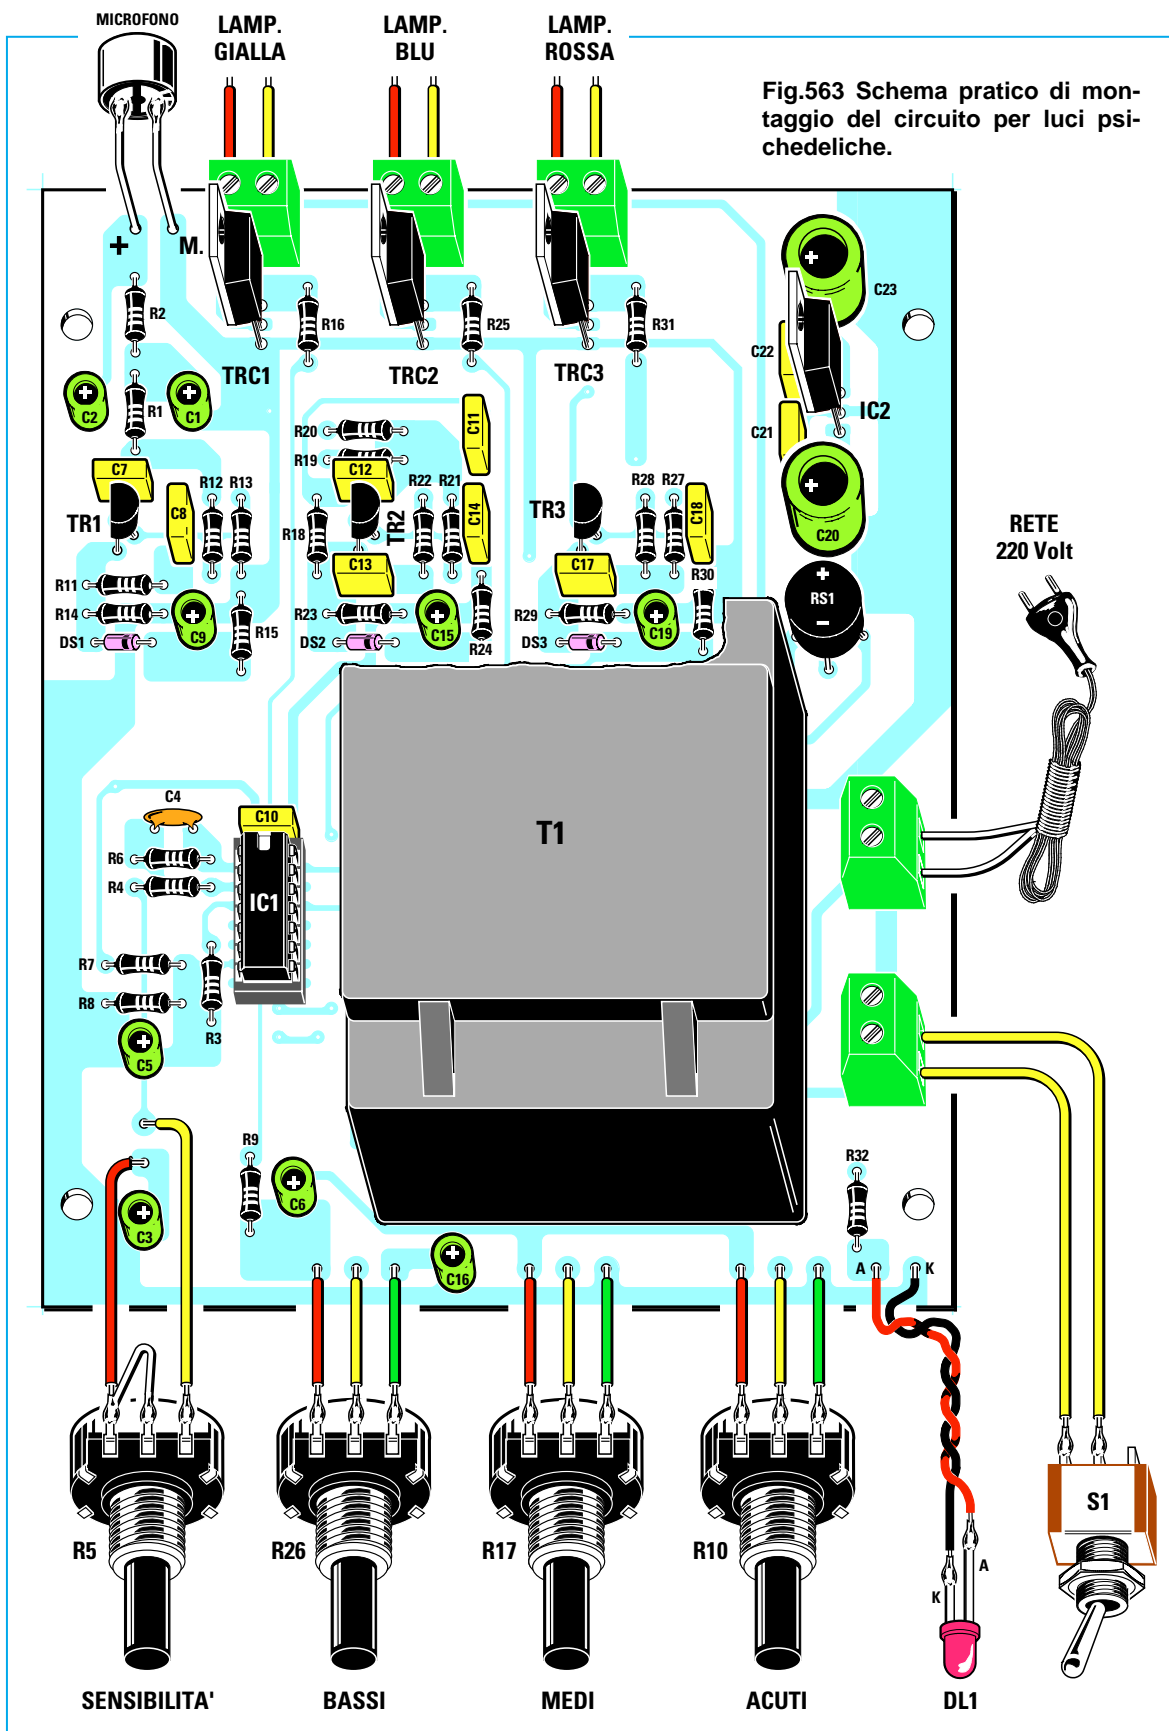 MICROFONO
LAMP.
GIALLA
LAMP.
BLU
LAMP.
ROSSA
Fig.563 Schema pratico di mon-
taggio del circuito per luci psi-
chedeliche.
+ M.
R2
R16
R25
R31
C23
C22
TRC1
TRC2
TRC3
IC2
C2
R1
C1
C21
R20
C11
R19
C7
C12
R12 R13
R22 R21
R28 R27
TR1
C8
R18
TR2
C14
TR3
C18
C20
RETE
220 Volt
C13
C17
R30
R11
RS1
+
-
R14
C9
R15
R23
C15
R24
R29
C19
DS1
DS2
DS3
C4
C10
T1
R6
R4
IC1
R7
R8
R3
C5
R9
C6
R32
C3
C16
A
K
R5
R26
R17
R10
S1
A
K
SENSIBILITA'
BASSI
MEDI
ACUTI
DL1